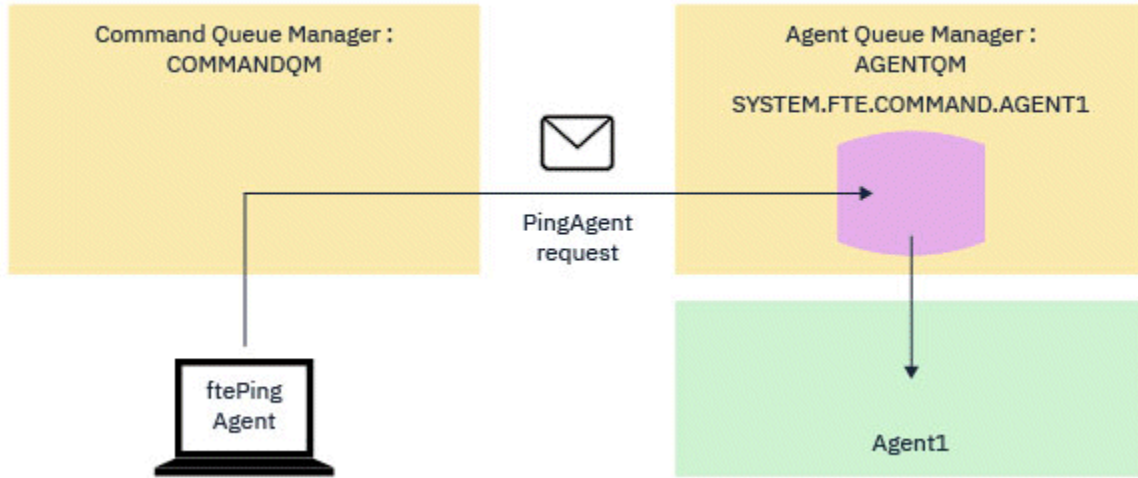 Command Queue Manager :
COMMANDQM
Agent Queue Manager :
AGENTQM
SYSTEM.FTE.COMMAND.AGENT1
PingAgent
request
ftePing
Agent
Agent1